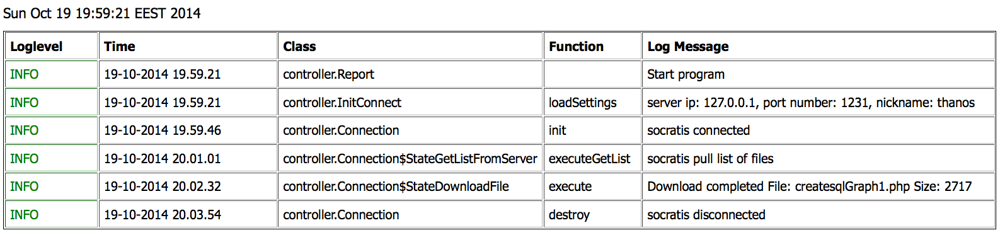 Sun Oct 19 19:59:21 EEST 2014
Loglevel Time Class Function Log Message
INFO 19-10-2014 19.59.21 controller.Report Start program
INFO 19-10-2014 19.59.21 controller.InitConnect loadSettings server ip: 127.0.0.1, port number: 1231, nickname: thanos
INFO 19-10-2014 19.59.46 controller.Connection init socratis connected
INFO 19-10-2014 20.01.01 controller.Connection$StateGetListFromServer executeGetList socratis pull list of files
INFO 19-10-2014 20.02.32 controller.Connection$StateDownloadFile execute Download completed File: createsqlGraph1.php Size: 2717
INFO 19-10-2014 20.03.54 controller.Connection destroy socratis disconnected